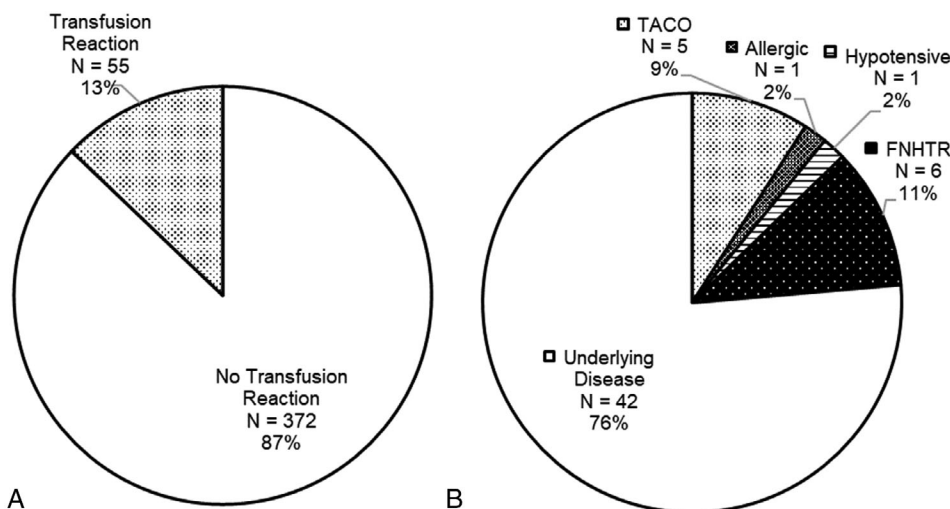 Transfusion
Reaction
N = 55
13%
No Transfusion
Reaction
N = 372
87%
A
TACO
N = 5
9%
Allergic
N = 1
2%
Hypotensive
N = 1
2%
FNHTR
N = 6
11%
Underlying
Disease
N = 42
76%
B